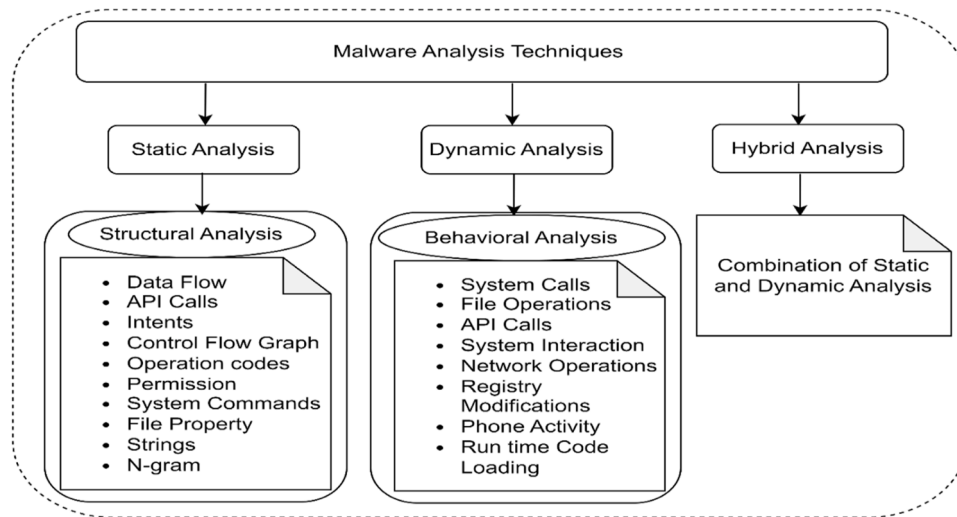 Malware Analysis Techniques
Static Analysis
Dynamic Analysis
Hybrid Analysis
Structural Analysis
• Data Flow
• API Calls
• Intents
• Control Flow Graph
• Operation codes
• Permission
• System Commands
• File Property
• Strings
• N-gram
Behavioral Analysis
• System Calls
• File Operations
• API Calls
• System Interaction
• Network Operations
• Registry
Modifications
• Phone Activity
• Run time Code
Loading
Combination of Static
and Dynamic Analysis